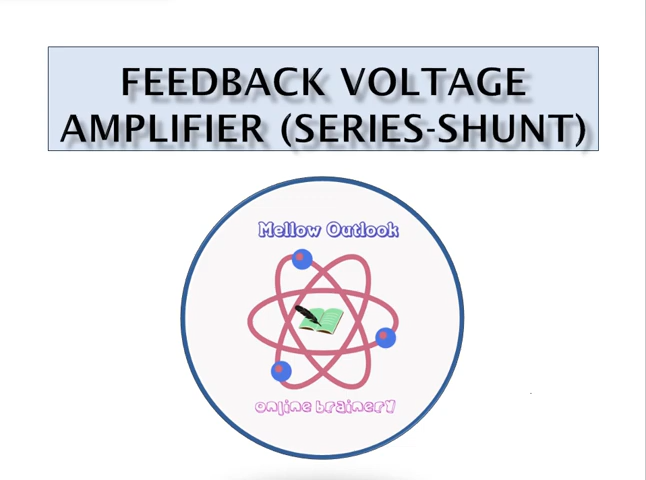 FEEDBACK VOLTAGE
AMPLIFIER (SERIES-SHUNT)
Mellow Outlook
online brainery